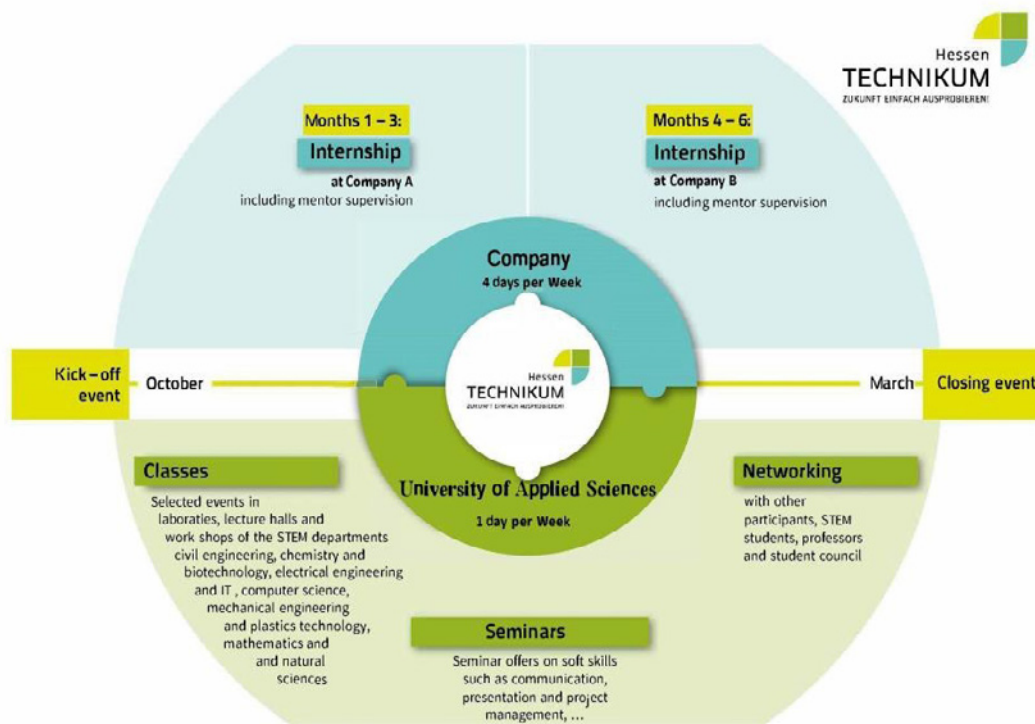 Hessen
TECHNIKUM
ZUKUNFT EINFACH AUSPROBIEREN!
Months 1 – 3:
Internship
at Company A
including mentor supervision
Months 4 – 6:
Internship
at Company B
including mentor supervision
Company
4 days per Week
Kick – off
event
October
Hessen
TECHNIKUM
ZUKUNFT EINFACH AUSPROBIEREN!
March
Closing event
University of Applied Sciences
1 day per Week
Classes
Selected events in
laboraties, lecture halls and
work shops of the STEM departments
civil engineering, chemistry and
biotechnology, electrical engineering
and IT , computer science,
mechanical engineering
and plastics technology,
mathematics and
and natural
sciences
Seminars
Seminar offers on soft skills
such as communication,
presentation and project
management, ...
Networking
with other
participants, STEM
students, professors
and student council